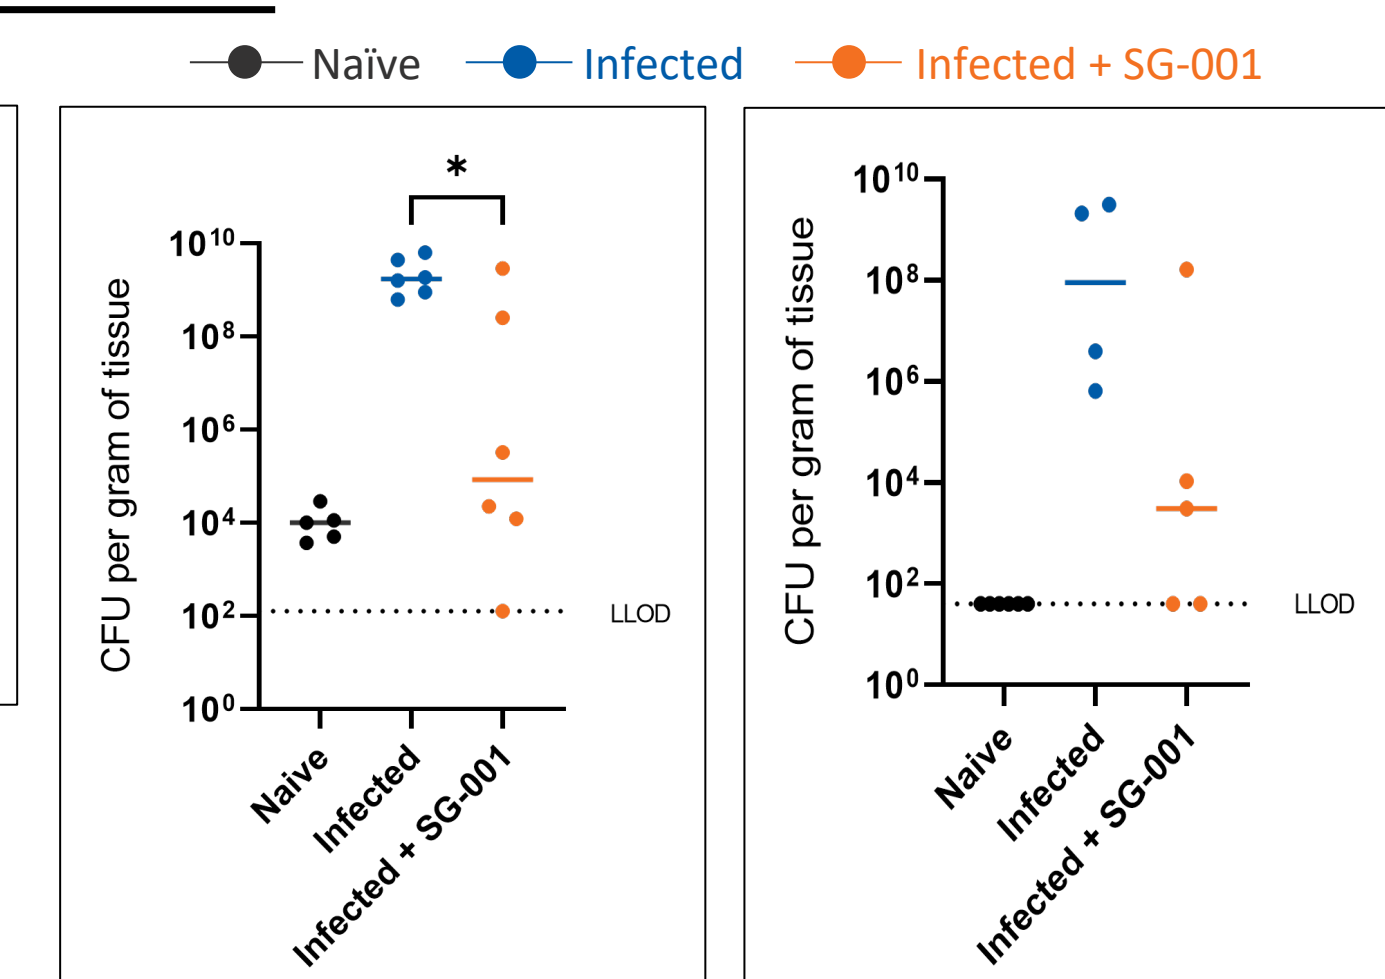 Naïve Infected Infected + SG-001
*
CFU per gram of tissue
10¹⁰
10⁸
10⁶
10⁴
10²
10⁰
LLOD
Naive
Infected
Infected + SG-001
CFU per gram of tissue
10¹⁰
10⁸
10⁶
10⁴
10²
10⁰
LLOD
Naive
Infected
Infected + SG-001